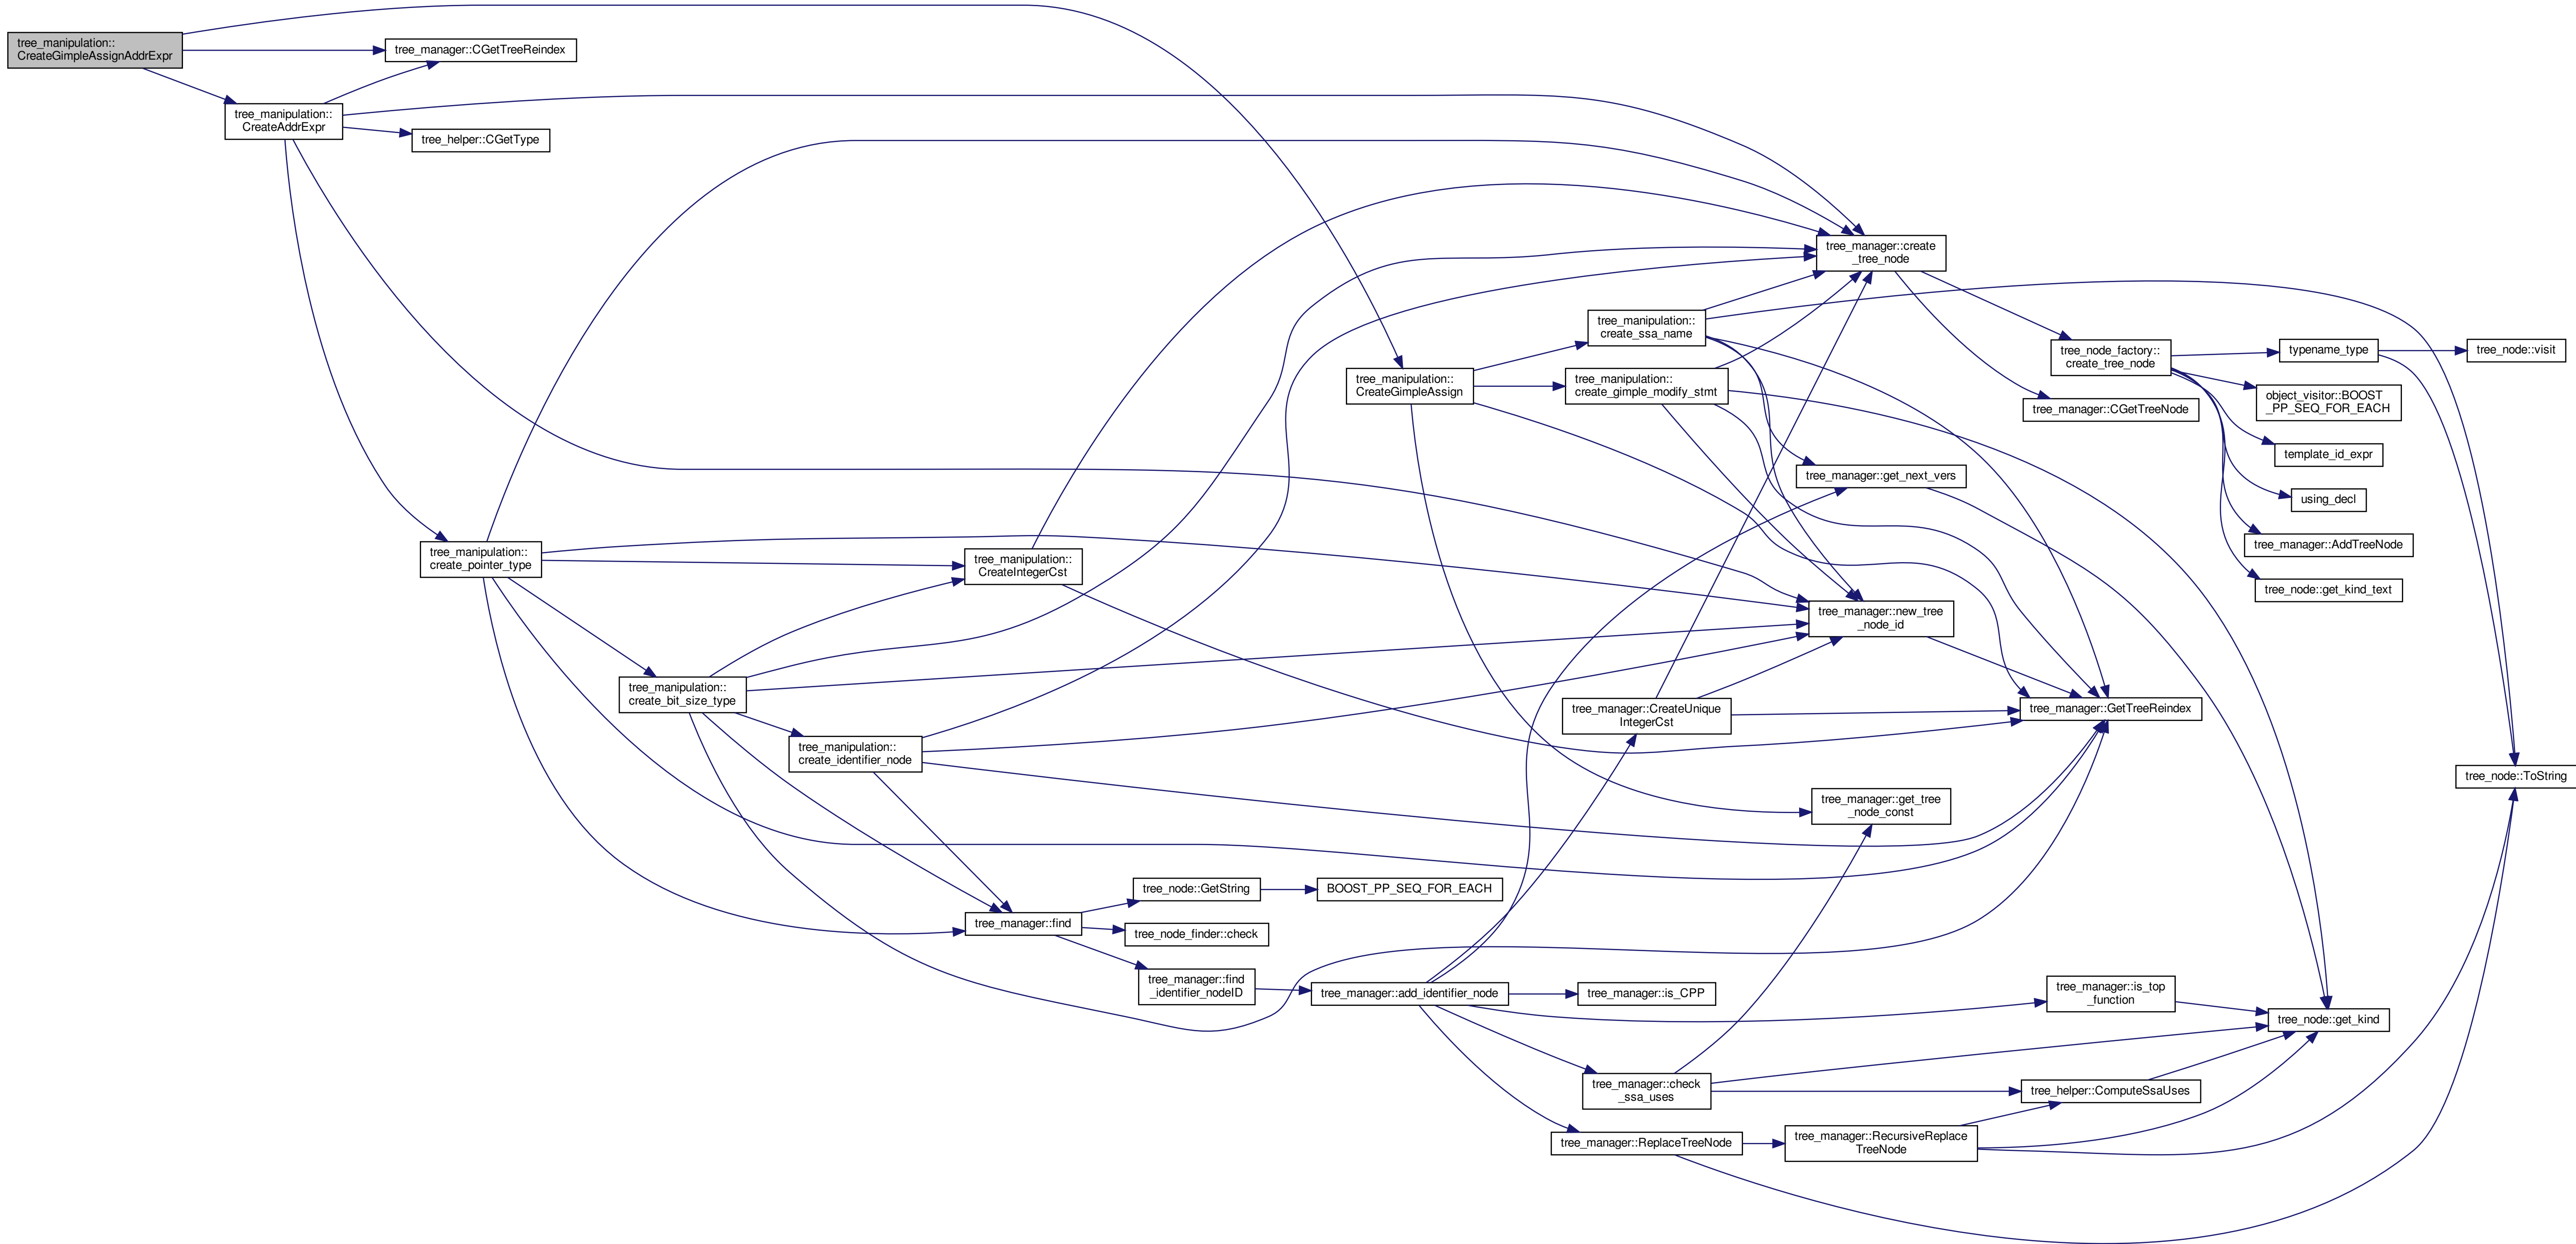 tree_manipulation::
CreateGimpleAssignAddrExpr
tree_manager::CGetTreeReindex
tree_manipulation::
CreateAddrExpr
tree_helper::CGetType
tree_manager::create
_tree_node
tree_manipulation::
create_ssa_name
tree_node_factory::
create_tree_node
typename_type
tree_node::visit
tree_manipulation::
CreateGimpleAssign
tree_manipulation::
create_gimple_modify_stmt
object_visitor::BOOST
_PP_SEQ_FOR_EACH
tree_manager::CGetTreeNode
template_id_expr
tree_manager::get_next_vers
using_decl
tree_manager::AddTreeNode
tree_manipulation::
create_pointer_type
tree_manipulation::
CreateIntegerCst
tree_node::get_kind_text
tree_manager::new_tree
_node_id
tree_manipulation::
create_bit_size_type
tree_manager::CreateUnique
IntegerCst
tree_manager::GetTreeReindex
tree_manipulation::
create_identifier_node
tree_node::ToString
tree_manager::get_tree
_node_const
tree_node::GetString
BOOST_PP_SEQ_FOR_EACH
tree_manager::find
tree_node_finder::check
tree_manager::find
_identifier_nodeID
tree_manager::add_identifier_node
tree_manager::is_CPP
tree_manager::is_top
_function
tree_node::get_kind
tree_manager::check
_ssa_uses
tree_helper::ComputeSsaUses
tree_manager::ReplaceTreeNode
tree_manager::RecursiveReplace
TreeNode